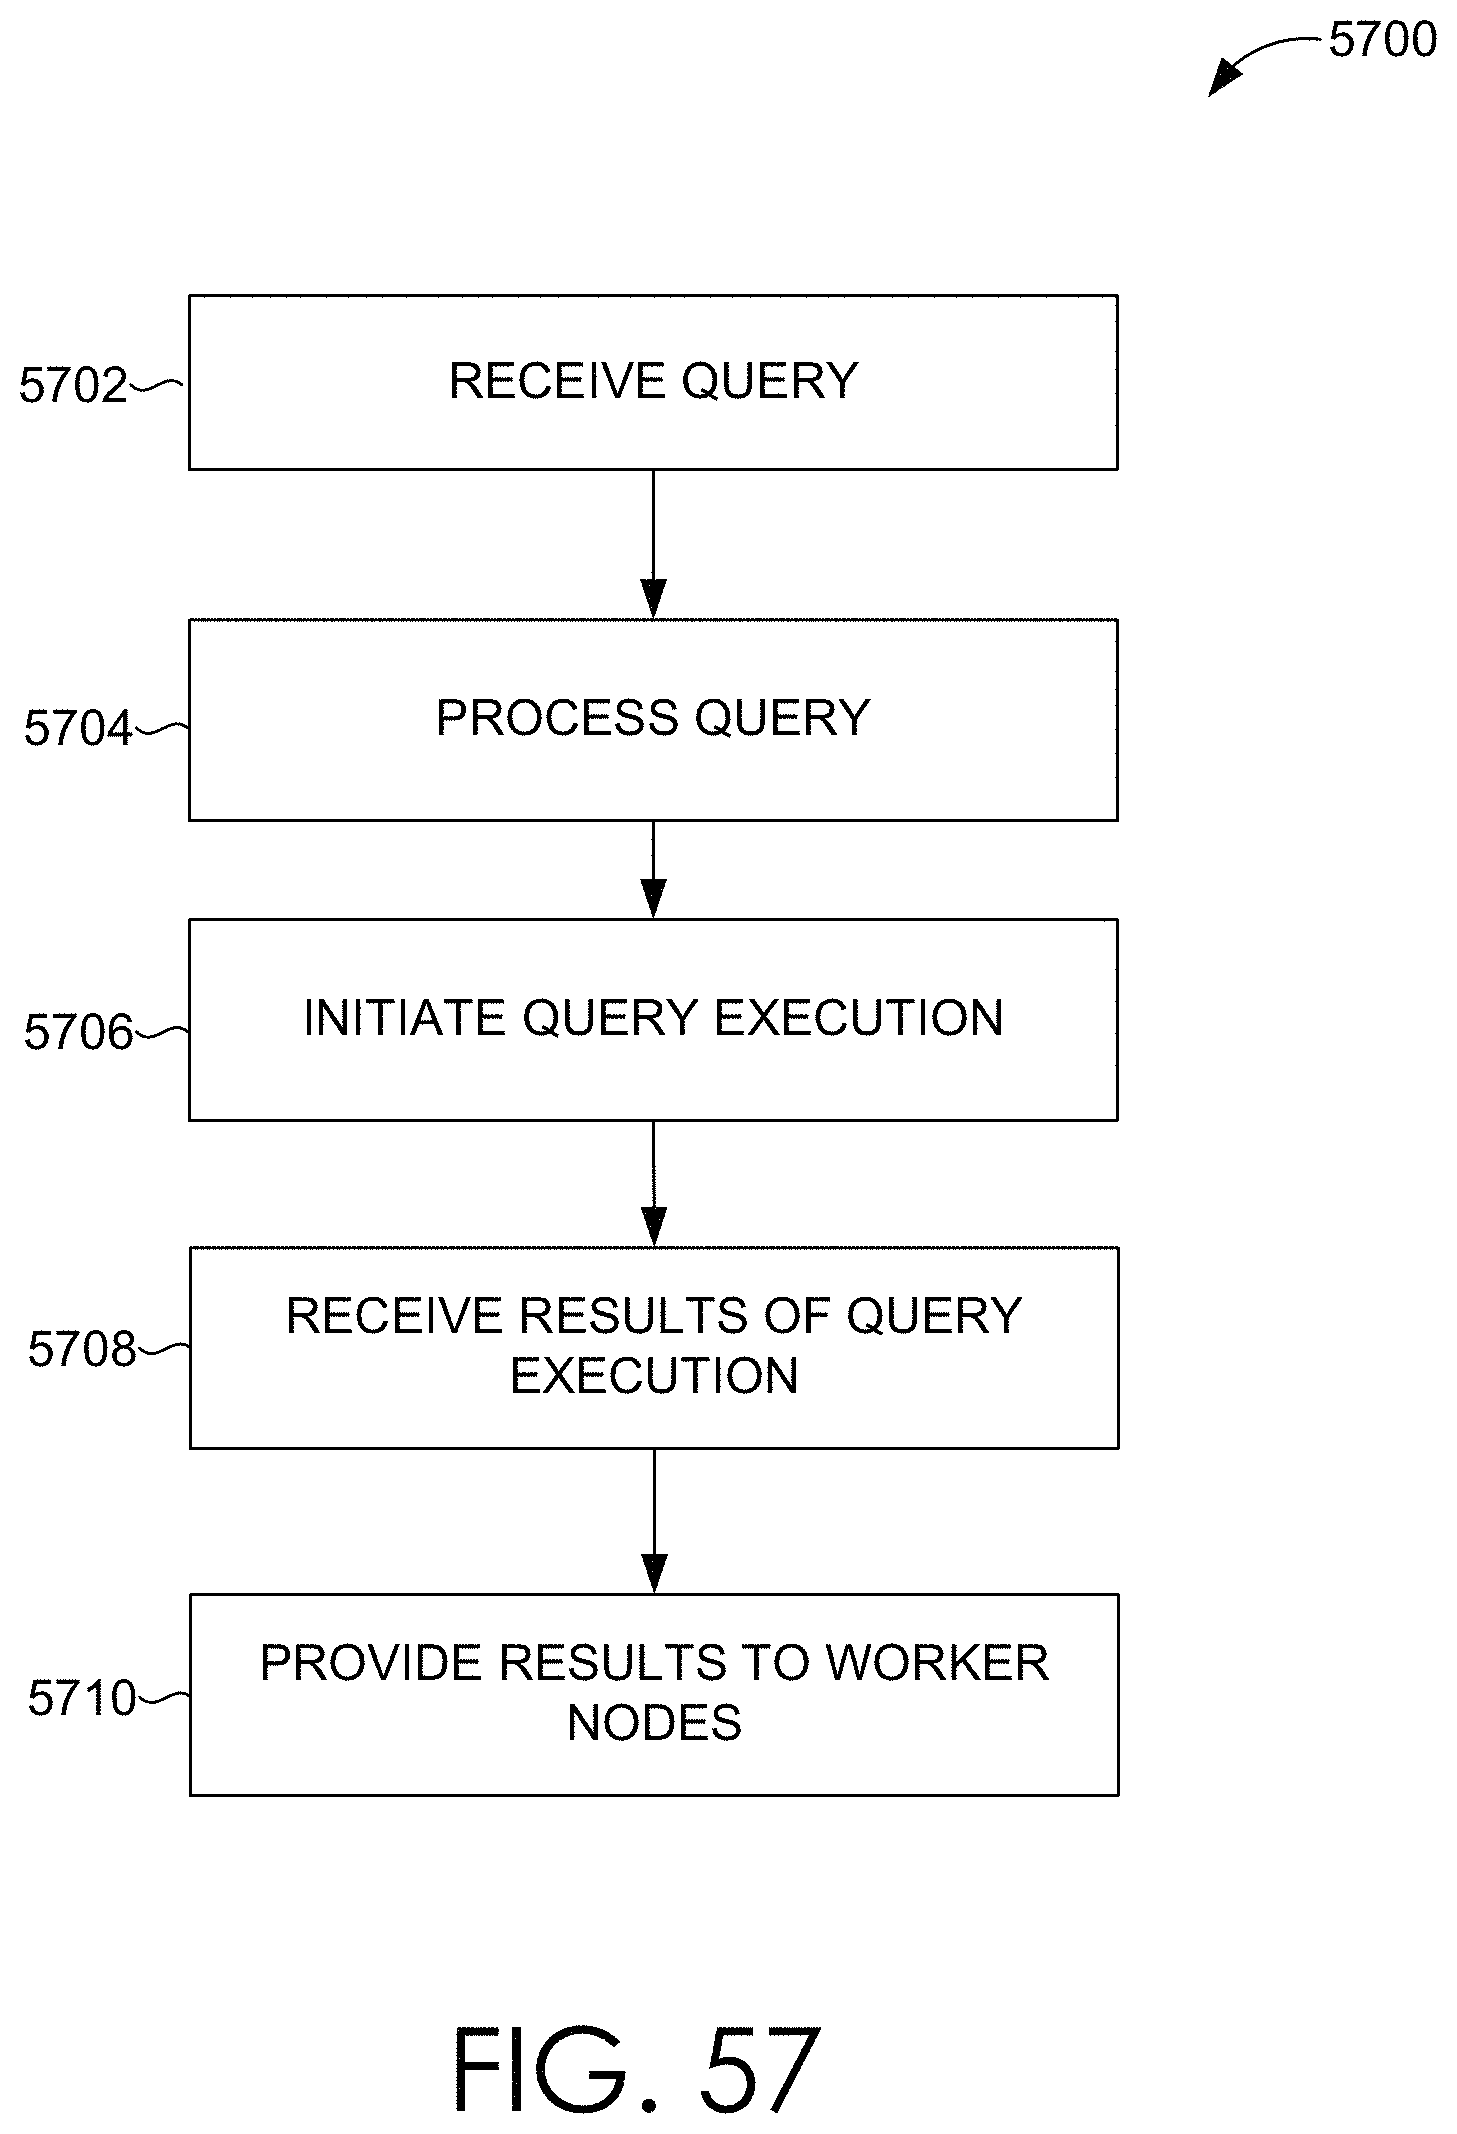 5700
5702
RECEIVE QUERY
5704
PROCESS QUERY
5706
INITIATE QUERY EXECUTION
5708
RECEIVE RESULTS OF QUERY
EXECUTION
5710
PROVIDE RESULTS TO WORKER
NODES
FIG. 57